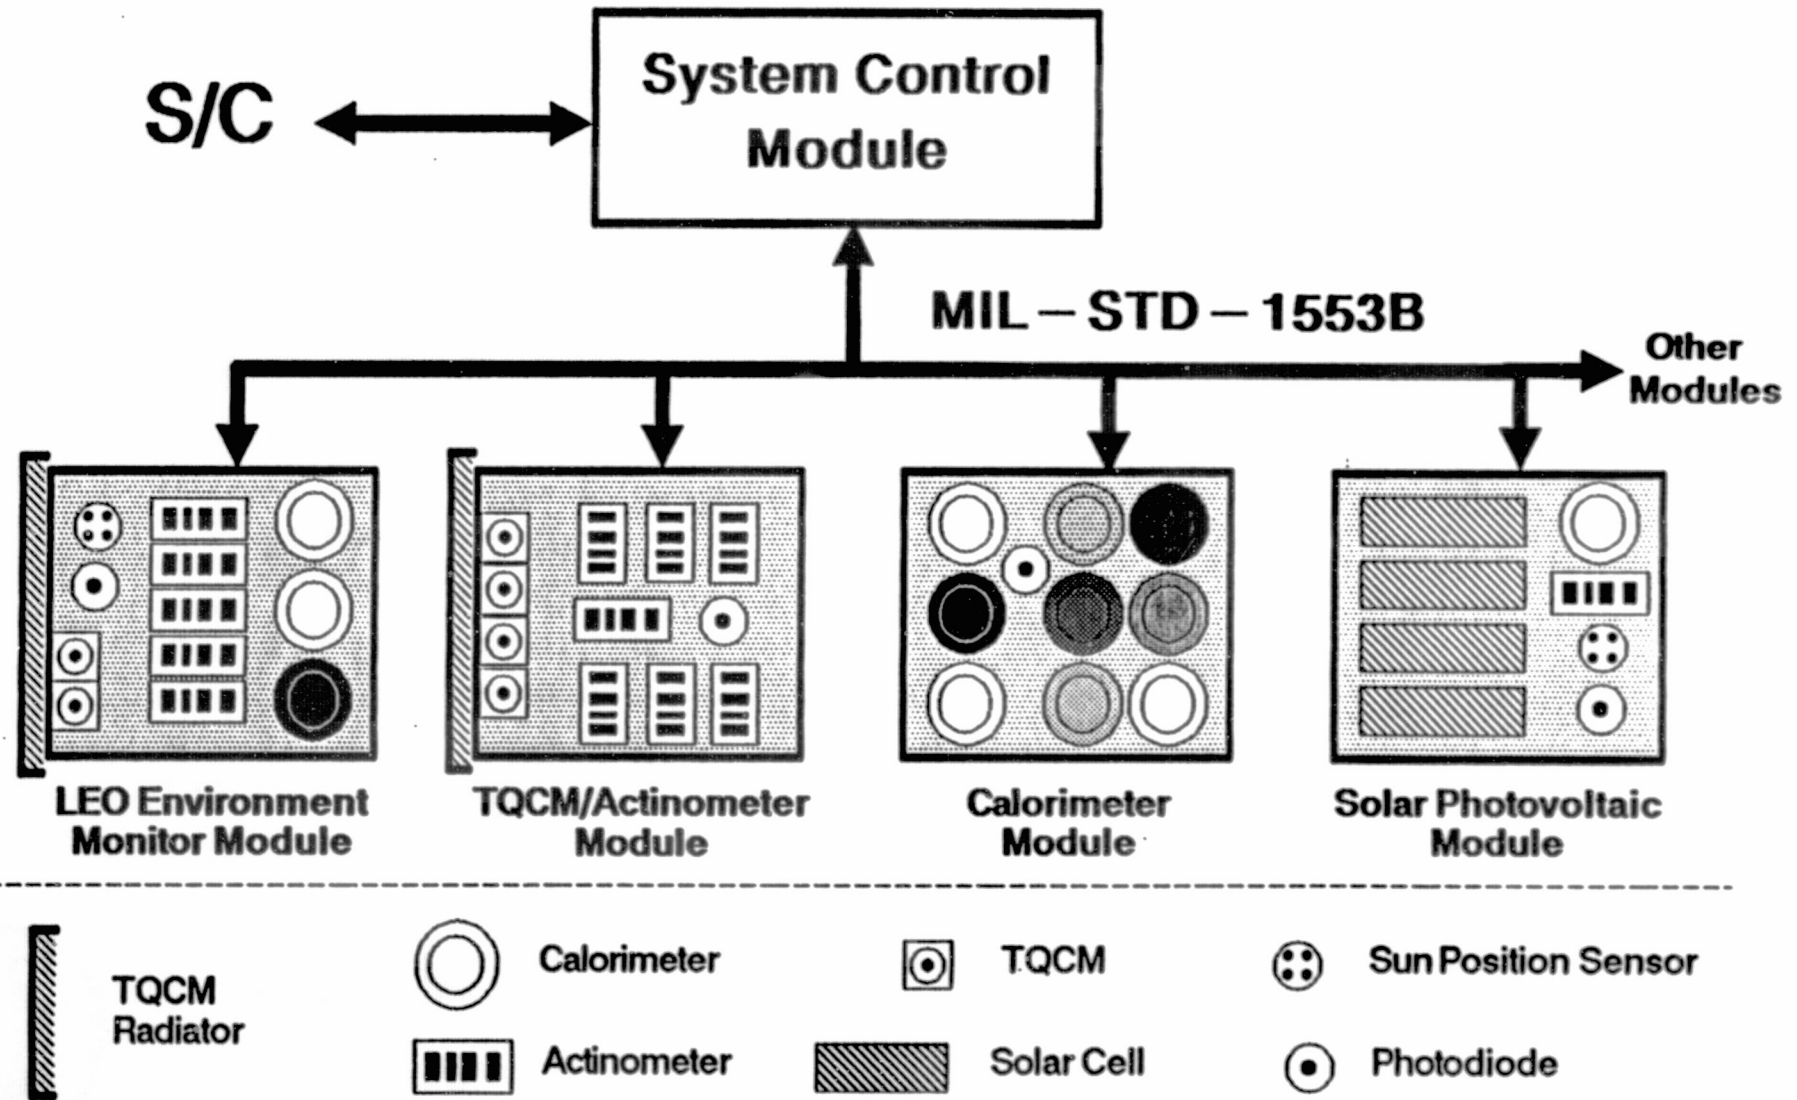 System Control
Module
S/C
MIL – STD – 1553B
Other
Modules
LEO Environment
Monitor Module
TQCM/Actinometer
Module
Calorimeter
Module
Solar Photovoltaic
Module
TQCM
Radiator
Calorimeter
TQCM
Sun Position Sensor
Actinometer
Solar Cell
Photodiode